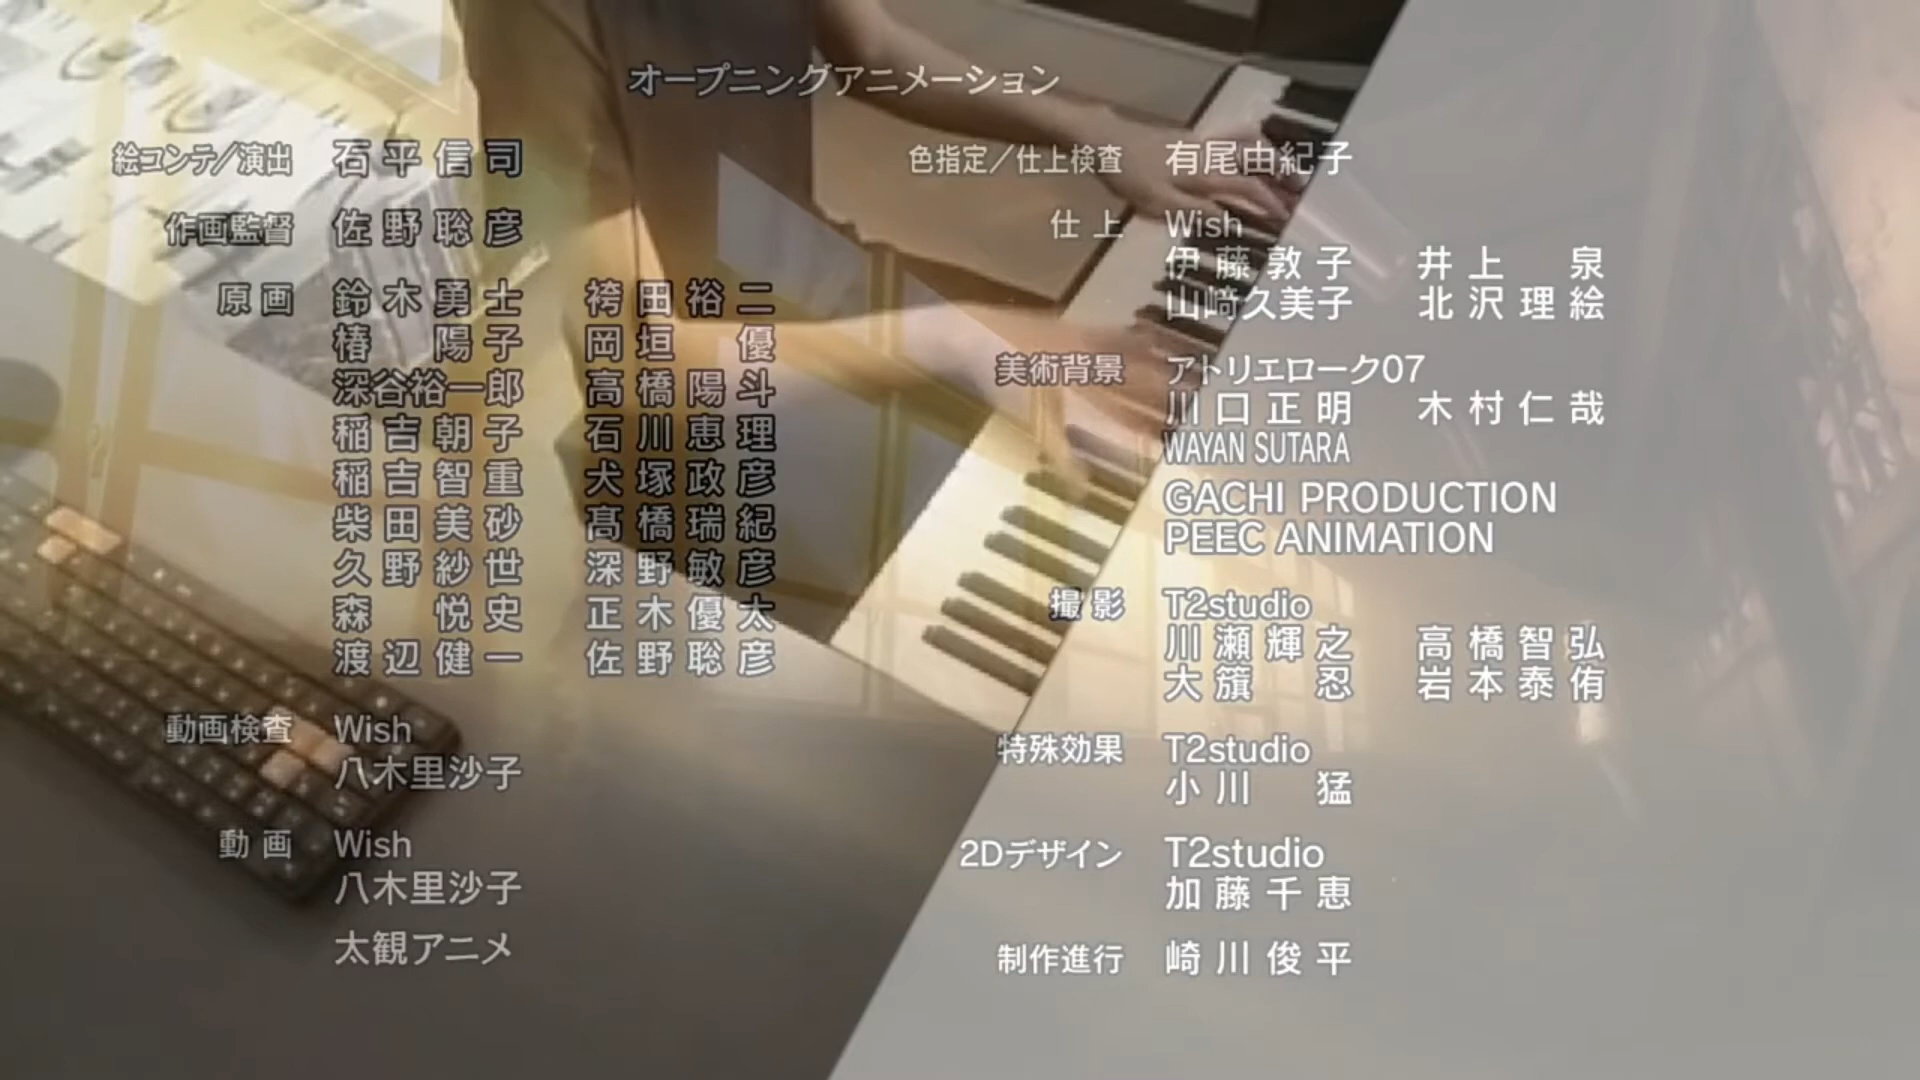 オープニングアニメーション
絵コンテ／演出 石平信司
作画監督 佐野聡彦
原画 鈴木勇士 袴田裕二
椿 陽子 岡垣 優
深谷裕一郎 高橋陽斗
稲吉朝子 石川恵理
稲吉智重 犬塚政彦
柴田美砂 髙橋瑞紀
久野紗世 深野敏彦
森 悦史 正木優太
渡辺健一 佐野聡彦
動画検査 Wish
八木里沙子
動画 Wish
八木里沙子
太観アニメ
色指定／仕上検査 有尾由紀子
仕上 Wish
伊藤敦子 井上 泉
山﨑久美子 北沢理絵
美術背景 アトリエローク07
川口正明 木村仁哉
WAYAN SUTARA
GACHI PRODUCTION
PEEC ANIMATION
撮影 T2studio
川瀬輝之 高橋智弘
大籏 忍 岩本泰侑
特殊効果 T2studio
小川 猛
2Dデザイン T2studio
加藤千恵
制作進行 崎川俊平